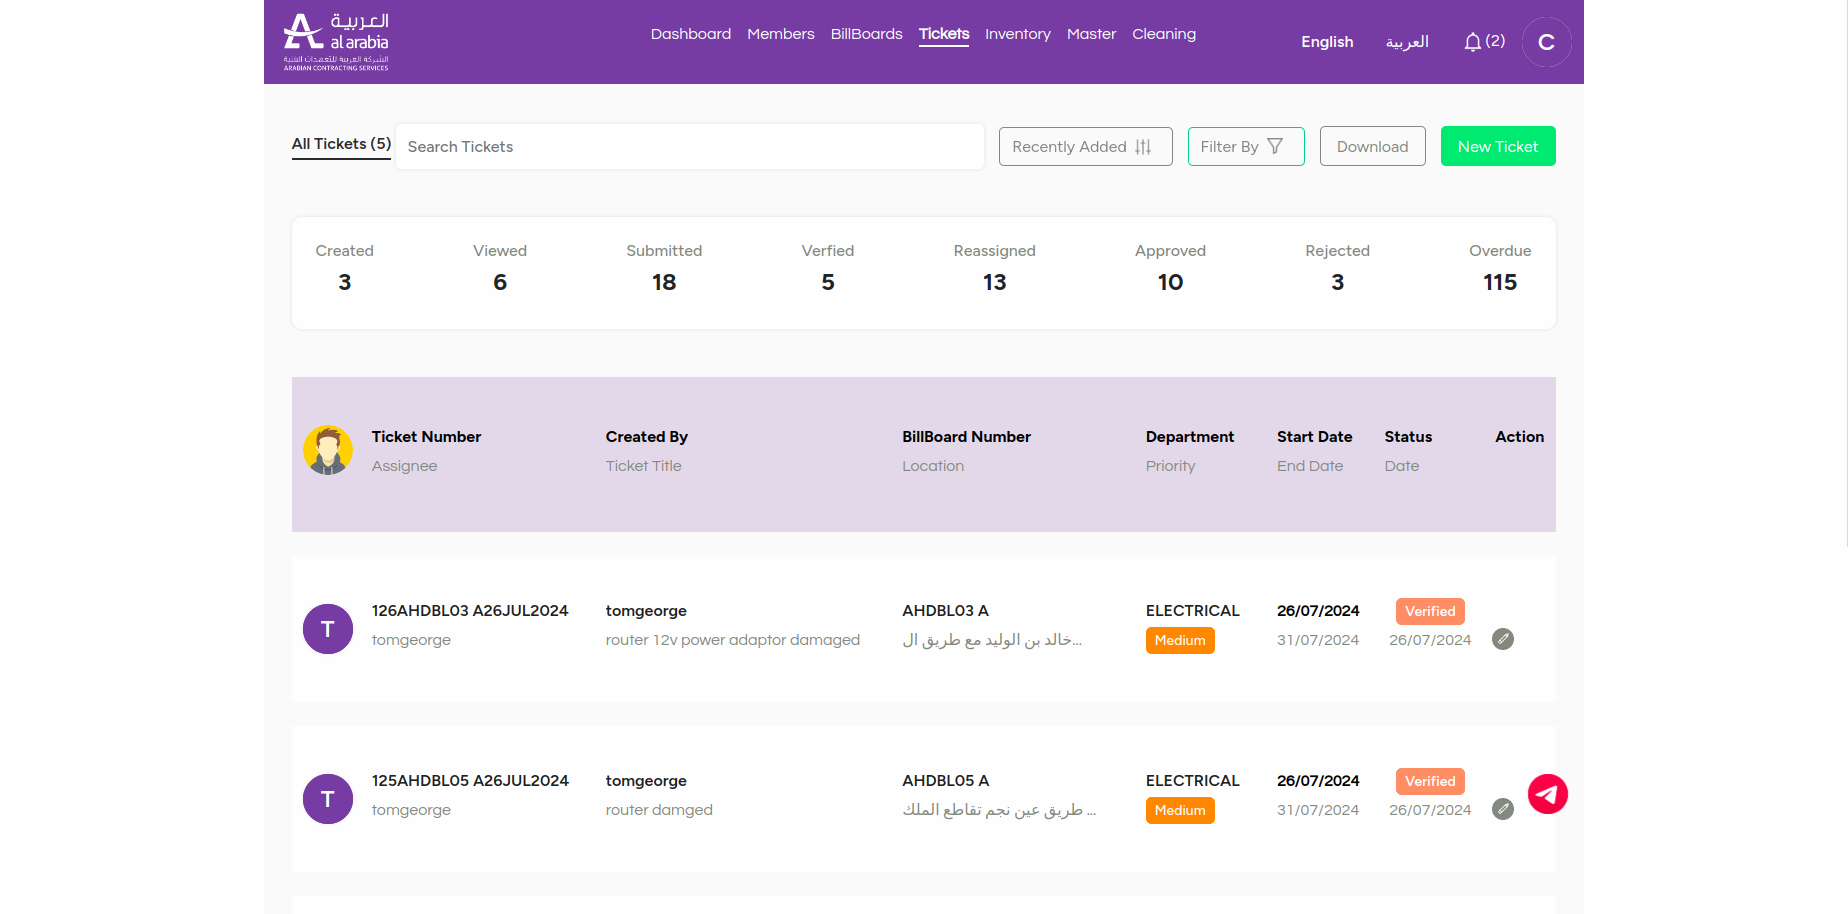 العربية
al arabia
الشركة العربية للتعهدات الفنية
ARABIAN CONTRACTING SERVICES
Dashboard Members BillBoards Tickets Inventory Master Cleaning
English العربية (2) C
All Tickets (5) Search Tickets Recently Added Filter By Download New Ticket
Created Viewed Submitted Verfied Reassigned Approved Rejected Overdue
3 6 18 5 13 10 3 115
Ticket Number Created By BillBoard Number Department Start Date Status Action
Assignee Ticket Title Location Priority End Date Date
T
126AHDBL03 A26JUL2024 tomgeorge AHDBL03 A ELECTRICAL 26/07/2024 Verified
tomgeorge router 12v power adaptor damaged خالد بن الوليد مع طريق ال... Medium 31/07/2024 26/07/2024
T
125AHDBL05 A26JUL2024 tomgeorge AHDBL05 A ELECTRICAL 26/07/2024 Verified
tomgeorge router damged طريق عين نجم تقاطع الملك ... Medium 31/07/2024 26/07/2024